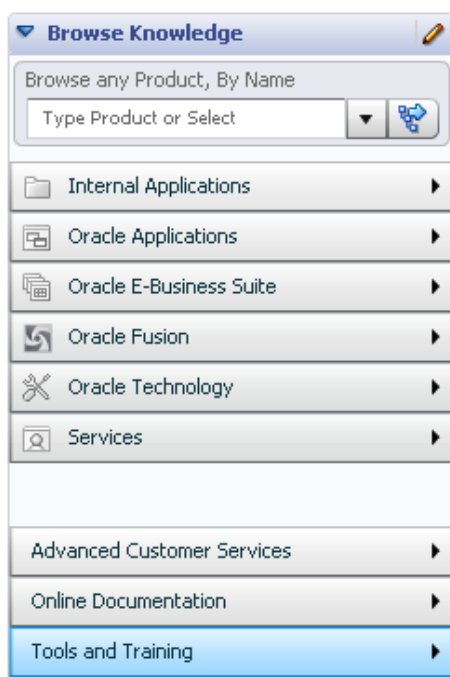 Browse Knowledge
Browse any Product, By Name
Type Product or Select
Internal Applications
Oracle Applications
Oracle E-Business Suite
Oracle Fusion
Oracle Technology
Services
Advanced Customer Services
Online Documentation
Tools and Training